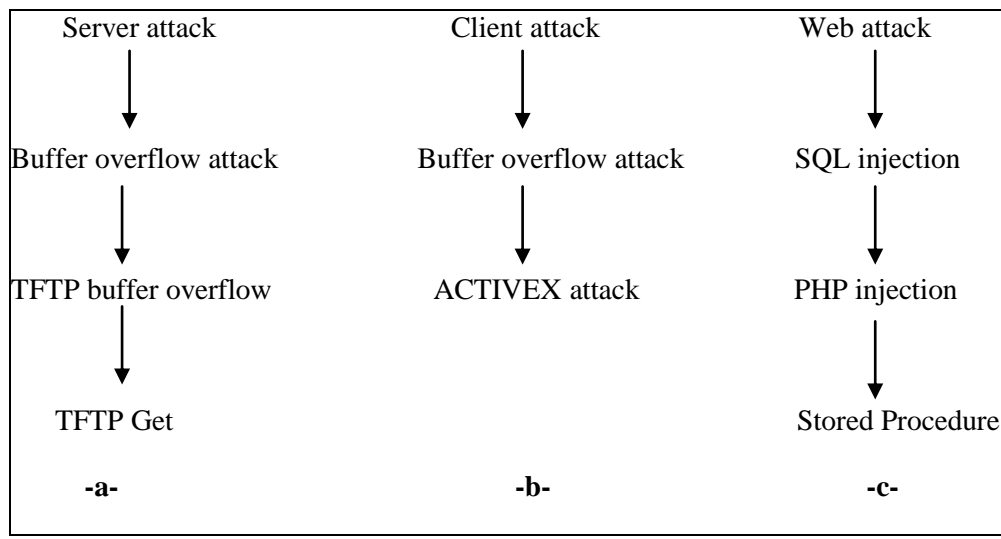 Server attack Client attack Web attack
Buffer overflow attack Buffer overflow attack SQL injection
TFTP buffer overflow ACTIVEX attack PHP injection
TFTP Get Stored Procedure
-a- -b- -c-